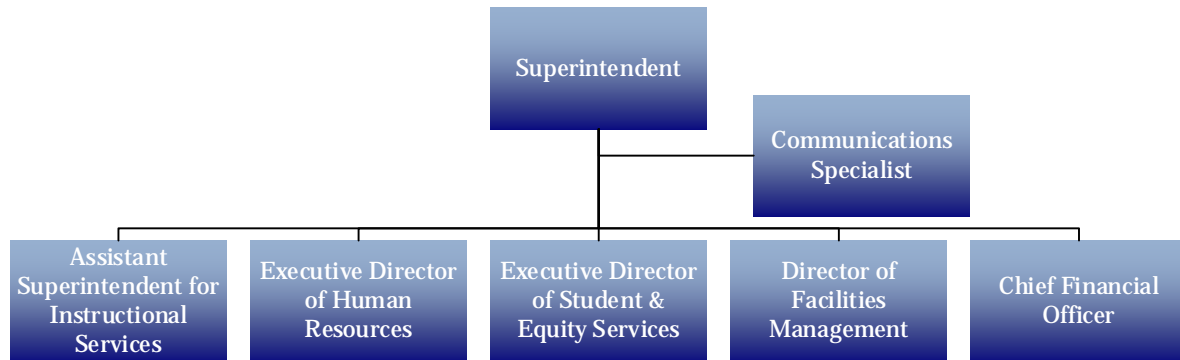 Superintendent
Communications
Specialist
Assistant
Superintendent for
Instructional
Services
Executive Director
of Human
Resources
Executive Director
of Student &
Equity Services
Director of
Facilities
Management
Chief Financial
Officer